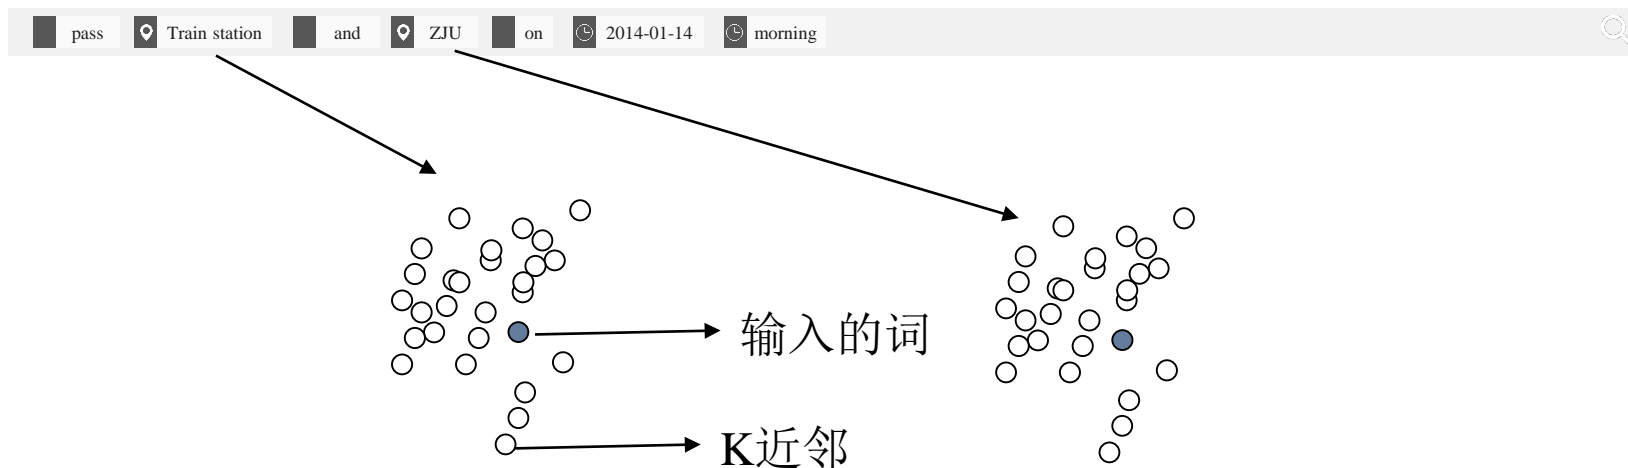 pass Train station and ZJU on 2014-01-14 morning
输入的词
K近邻